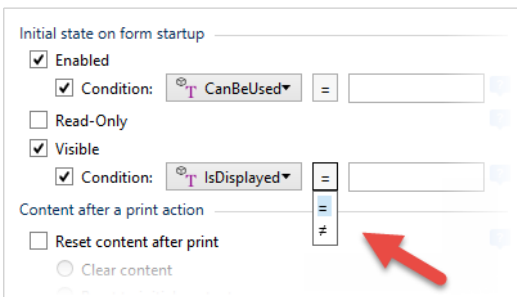 Initial state on form startup
Enabled
Condition: T CanBeUsed =
Read-Only
Visible
Condition: T IsDisplayed =
=
Content after a print action
≠
Reset content after print
Clear content